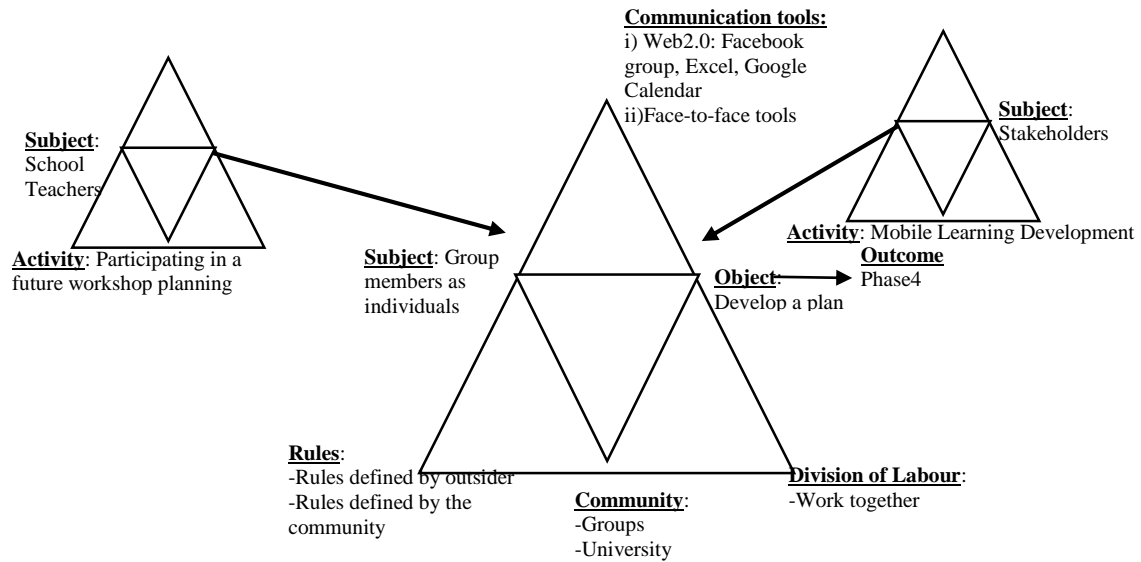 Communication tools:
i) Web2.0: Facebook
group, Excel, Google
Calendar
ii)Face-to-face tools
Subject:
School
Teachers
Subject:
Stakeholders
Activity: Participating in a
future workshop planning
Activity: Mobile Learning Development
Subject: Group
members as
individuals
Object:
Develop a plan
Outcome
Phase4
Rules:
-Rules defined by outsider
-Rules defined by the
community
Community:
-Groups
-University
Division of Labour:
-Work together